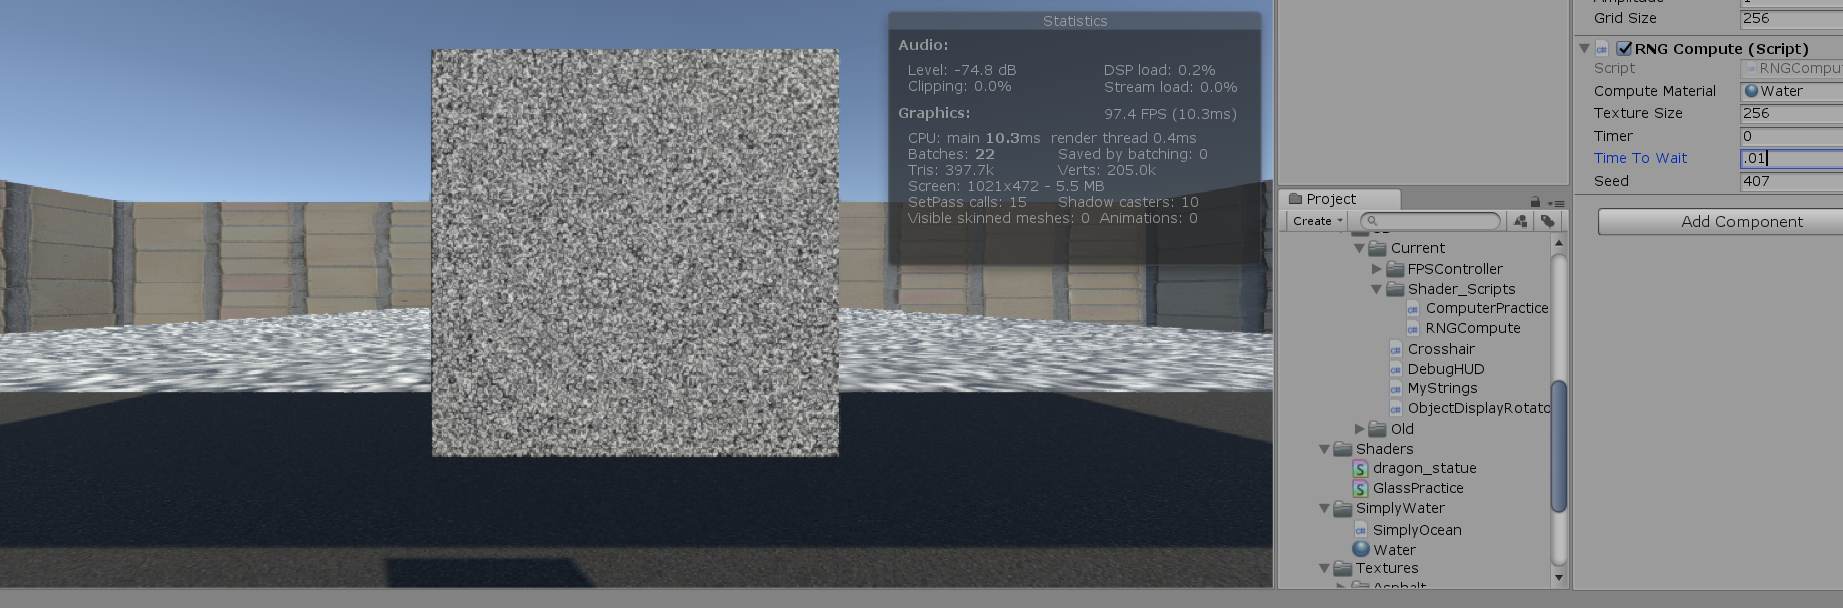 Statistics
Audio:
Level: -74.8 dB DSP load: 0.2%
Clipping: 0.0% Stream load: 0.0%
Graphics: 97.4 FPS (10.3ms)
CPU: main 10.3ms render thread 0.4ms
Batches: 22 Saved by batching: 0
Tris: 397.7k Verts: 205.0k
Screen: 1021x472 - 5.5 MB
SetPass calls: 15 Shadow casters: 10
Visible skinned meshes: 0 Animations: 0
Project
Create
Current
FPSController
Shader_Scripts
ComputerPractice
RNGCompute
Crosshair
DebugHUD
MyStrings
ObjectDisplayRotato
Old
Shaders
dragon_statue
GlassPractice
SimplyWater
SimplyOcean
Water
Textures
Asphalt
Amplitude 1
Grid Size 256
RNG Compute (Script)
Script RNGCompu
Compute Material Water
Texture Size 256
Timer 0
Time To Wait .01
Seed 407
Add Component